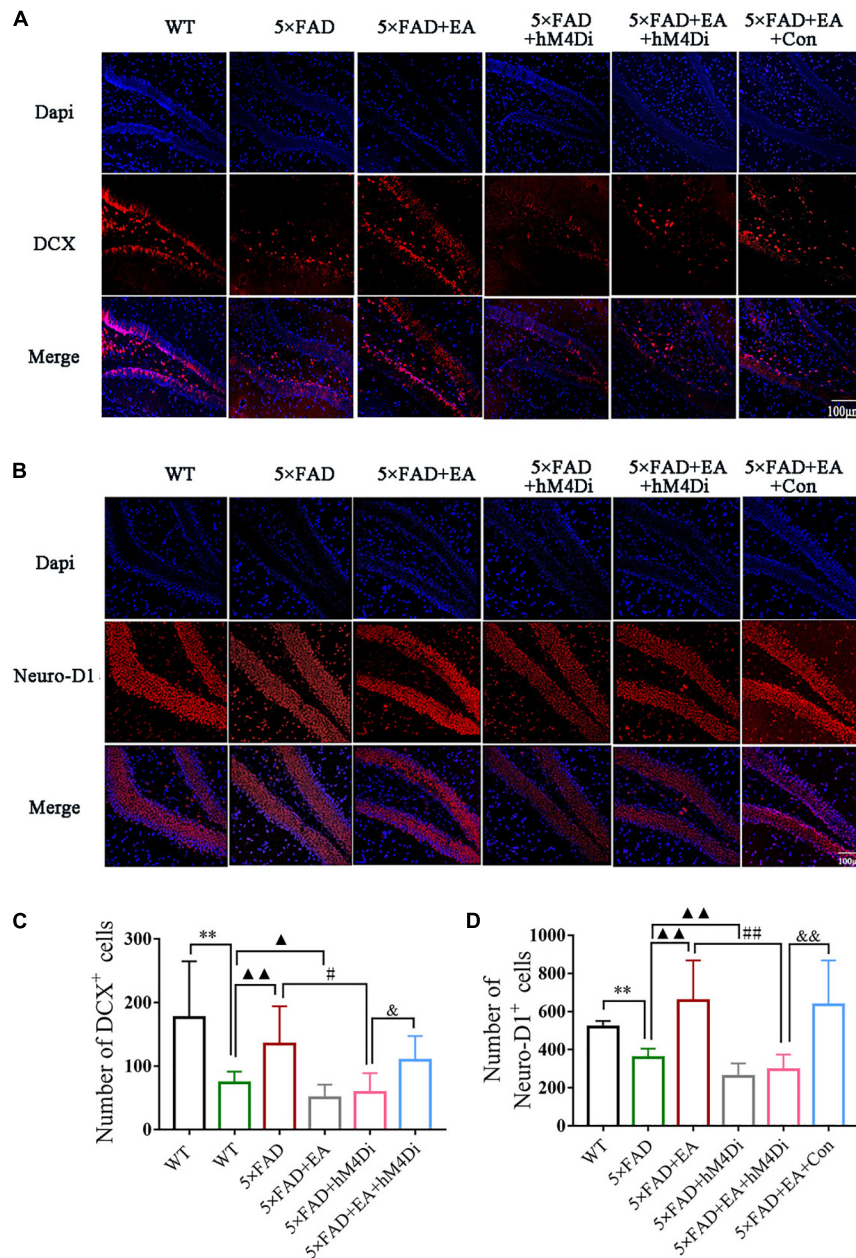 A
WT
5×FAD
5×FAD+EA
5×FAD
+hM4Di
5×FAD+EA
+hM4Di
5×FAD+EA
+Con
Dapi
DCX
Merge
100μm
B
WT
5×FAD
5×FAD+EA
5×FAD
+hM4Di
5×FAD+EA
+hM4Di
5×FAD+EA
+Con
Dapi
Neuro-D1
Merge
100μ
C
Number of DCX⁺ cells
300
200
100
0
**
▲
▲▲
#
&
WT
WT
5×FAD
5×FAD+EA
5×FAD+hM4Di
5×FAD+EA+hM4Di
D
Number of
Neuro-D1⁺ cells
1000
800
600
400
200
0
**
▲▲
▲▲
##
&&
WT
5×FAD
5×FAD+EA
5×FAD+hM4Di
5×FAD+EA+hM4Di
5×FAD+EA+Con